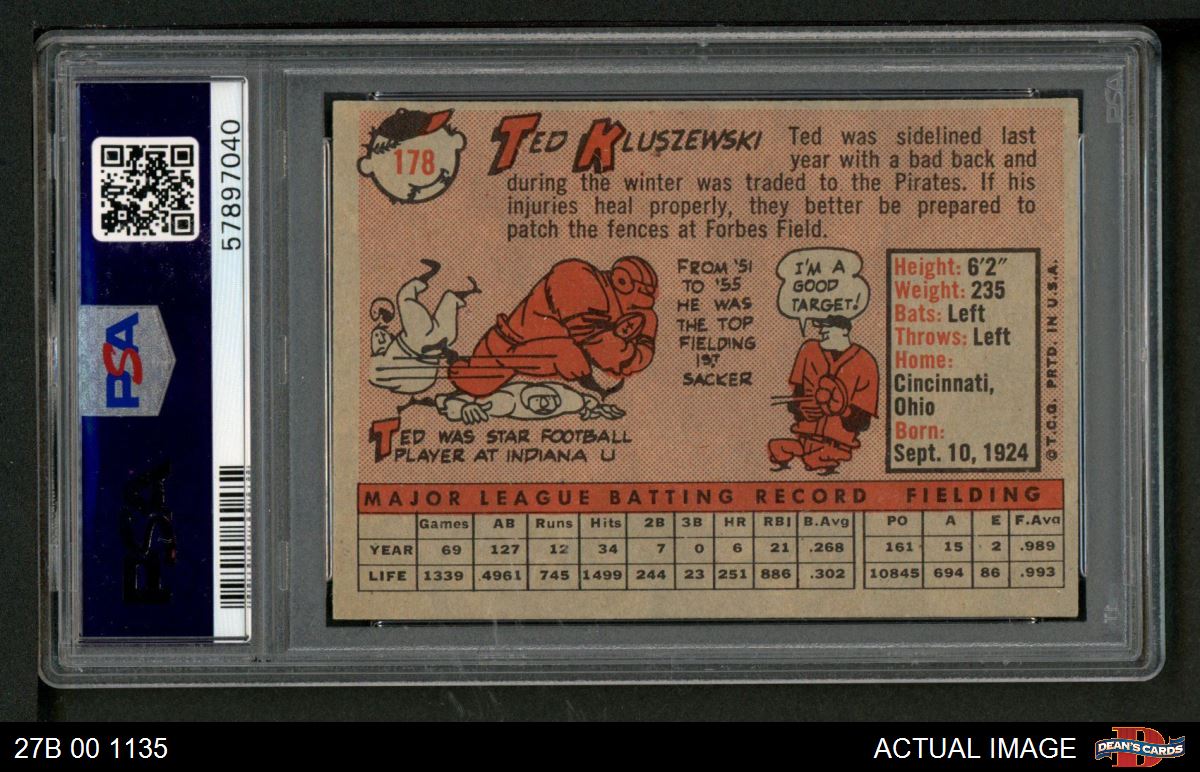 57897040
PSA
PSA
178
TED KLUSZEWSKI
Ted was sidelined last
year with a bad back and
during the winter was traded to the Pirates. If his
injuries heal properly, they better be prepared to
patch the fences at Forbes Field.
TED WAS STAR FOOTBALL
PLAYER AT INDIANA U
FROM '51
TO '55
HE WAS
THE TOP
FIELDING
1ST
SACKER
I'M A
GOOD
TARGET!
Height: 6'2"
Weight: 235
Bats: Left
Throws: Left
Home:
Cincinnati,
Ohio
Born:
Sept. 10, 1924
© T.C.G. PRTD. IN U.S.A.
MAJOR LEAGUE BATTING RECORD FIELDING
Games AB Runs Hits 2B 3B HR RBI B.Avg PO A E F.Avg
YEAR 69 127 12 34 7 0 6 21 .268 161 15 2 .989
LIFE 1339 4961 745 1499 244 23 251 886 .302 10845 694 86 .993
PSA
27B 00 1135
ACTUAL IMAGE
DEAN'S CARDS